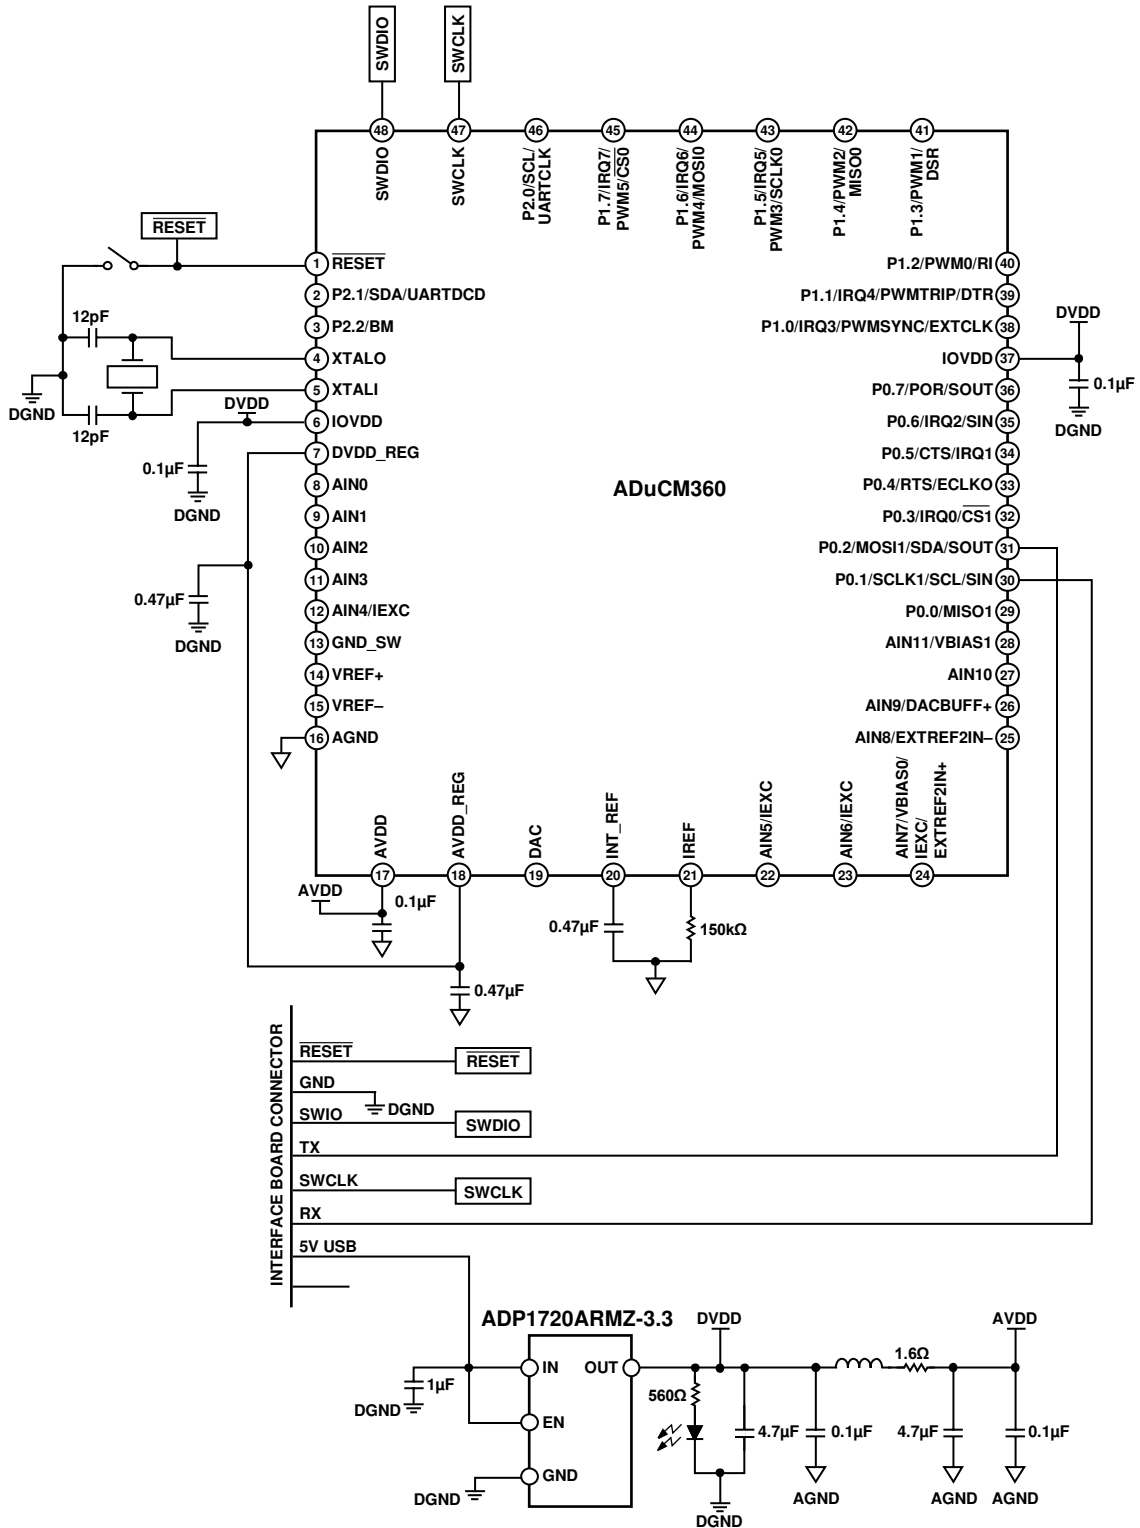 SWDIO
SWCLK
48
47
46
45
44
43
42
41
SWDIO
SWCLK
P2.0/SCL/
UARTCLK
P1.7/IRQ7/
PWM5/CS0
P1.6/IRQ6/
PWM4/MOSI0
P1.5/IRQ5/
PWM3/SCLK0
P1.4/PWM2/
MISO0
P1.3/PWM1/
DSR
RESET
1 RESET
2 P2.1/SDA/UARTDCD
3 P2.2/BM
4 XTALO
5 XTALI
6 IOVDD
7 DVDD_REG
8 AIN0
9 AIN1
10 AIN2
11 AIN3
12 AIN4/IEXC
13 GND_SW
14 VREF+
15 VREF–
16 AGND
12pF
12pF
DGND
DVDD
0.1µF
DGND
0.47µF
DGND
ADuCM360
P1.2/PWM0/RI 40
P1.1/IRQ4/PWMTRIP/DTR 39
P1.0/IRQ3/PWMSYNC/EXTCLK 38
IOVDD 37
P0.7/POR/SOUT 36
P0.6/IRQ2/SIN 35
P0.5/CTS/IRQ1 34
P0.4/RTS/ECLKO 33
P0.3/IRQ0/CS1 32
P0.2/MOSI1/SDA/SOUT 31
P0.1/SCLK1/SCL/SIN 30
P0.0/MISO1 29
AIN11/VBIAS1 28
AIN10 27
AIN9/DACBUFF+ 26
AIN8/EXTREF2IN– 25
DVDD
0.1µF
DGND
AVDD
AVDD_REG
DAC
INT_REF
IREF
AIN5/IEXC
AIN6/IEXC
AIN7/VBIAS0/
IEXC/
EXTREF2IN+
17
18
19
20
21
22
23
24
AVDD
0.1µF
0.47µF
150kΩ
0.47µF
INTERFACE BOARD CONNECTOR
RESET
RESET
GND
DGND
SWIO
SWDIO
TX
SWCLK
SWCLK
RX
5V USB
ADP1720ARMZ-3.3
IN
OUT
EN
GND
1µF
DGND
DGND
DVDD
560Ω
4.7µF
0.1µF
1.6Ω
AVDD
4.7µF
0.1µF
DGND
AGND
AGND
AGND